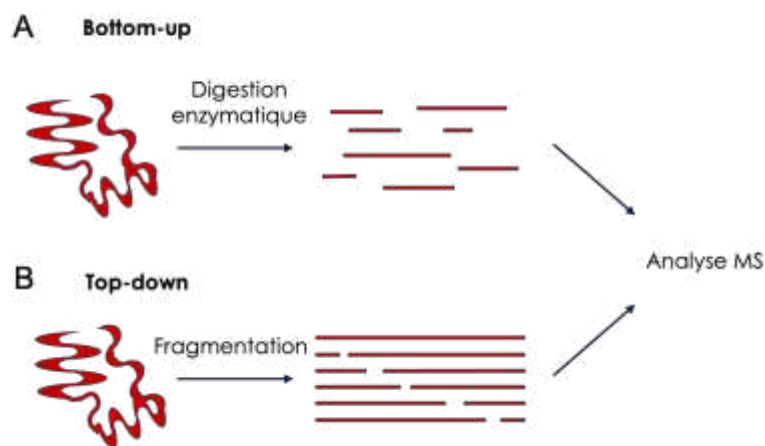 A Bottom-up
Digestion
enzymatique
Analyse MS
B Top-down
Fragmentation